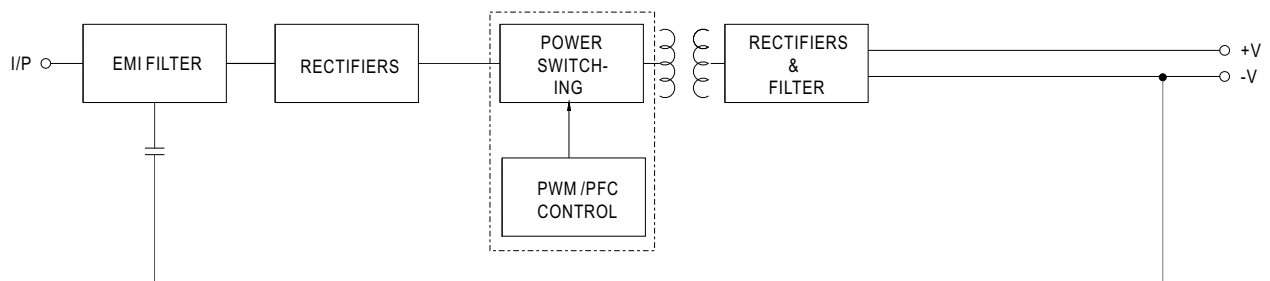 I/P
EMI FILTER
RECTIFIERS
POWER
SWITCH-
ING
PWM/PFC
CONTROL
RECTIFIERS
&
FILTER
+V
-V